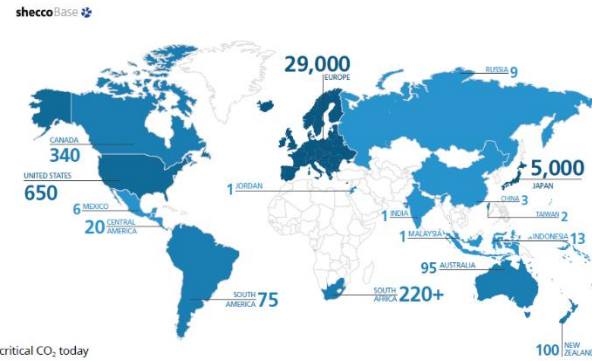 sheccoBase
29,000
EUROPE
RUSSIA 9
CANADA
340
UNITED STATES
650
6 MEXICO
20 CENTRAL
AMERICA
1 JORDAN
5,000
JAPAN
CHINA 3
TAIWAN 2
1 INDIA
1 MALAYSIA
INDONESIA 13
95 AUSTRALIA
SOUTH
AMERICA 75
SOUTH
AFRICA 220+
100 NEW
ZEALAND
critical CO₂ today